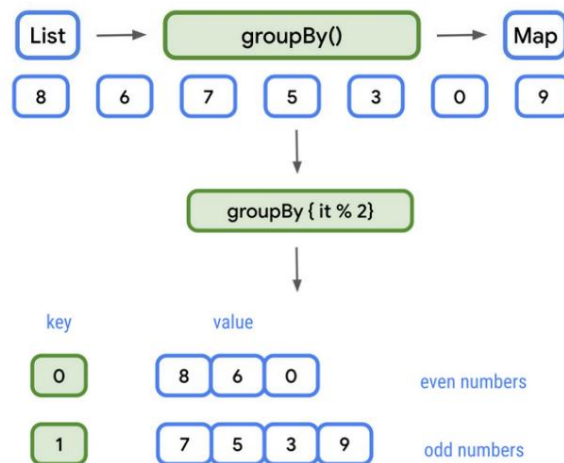 List groupBy() Map
8 6 7 5 3 0 9
groupBy { it % 2}
key value
0 8 6 0 even numbers
1 7 5 3 9 odd numbers